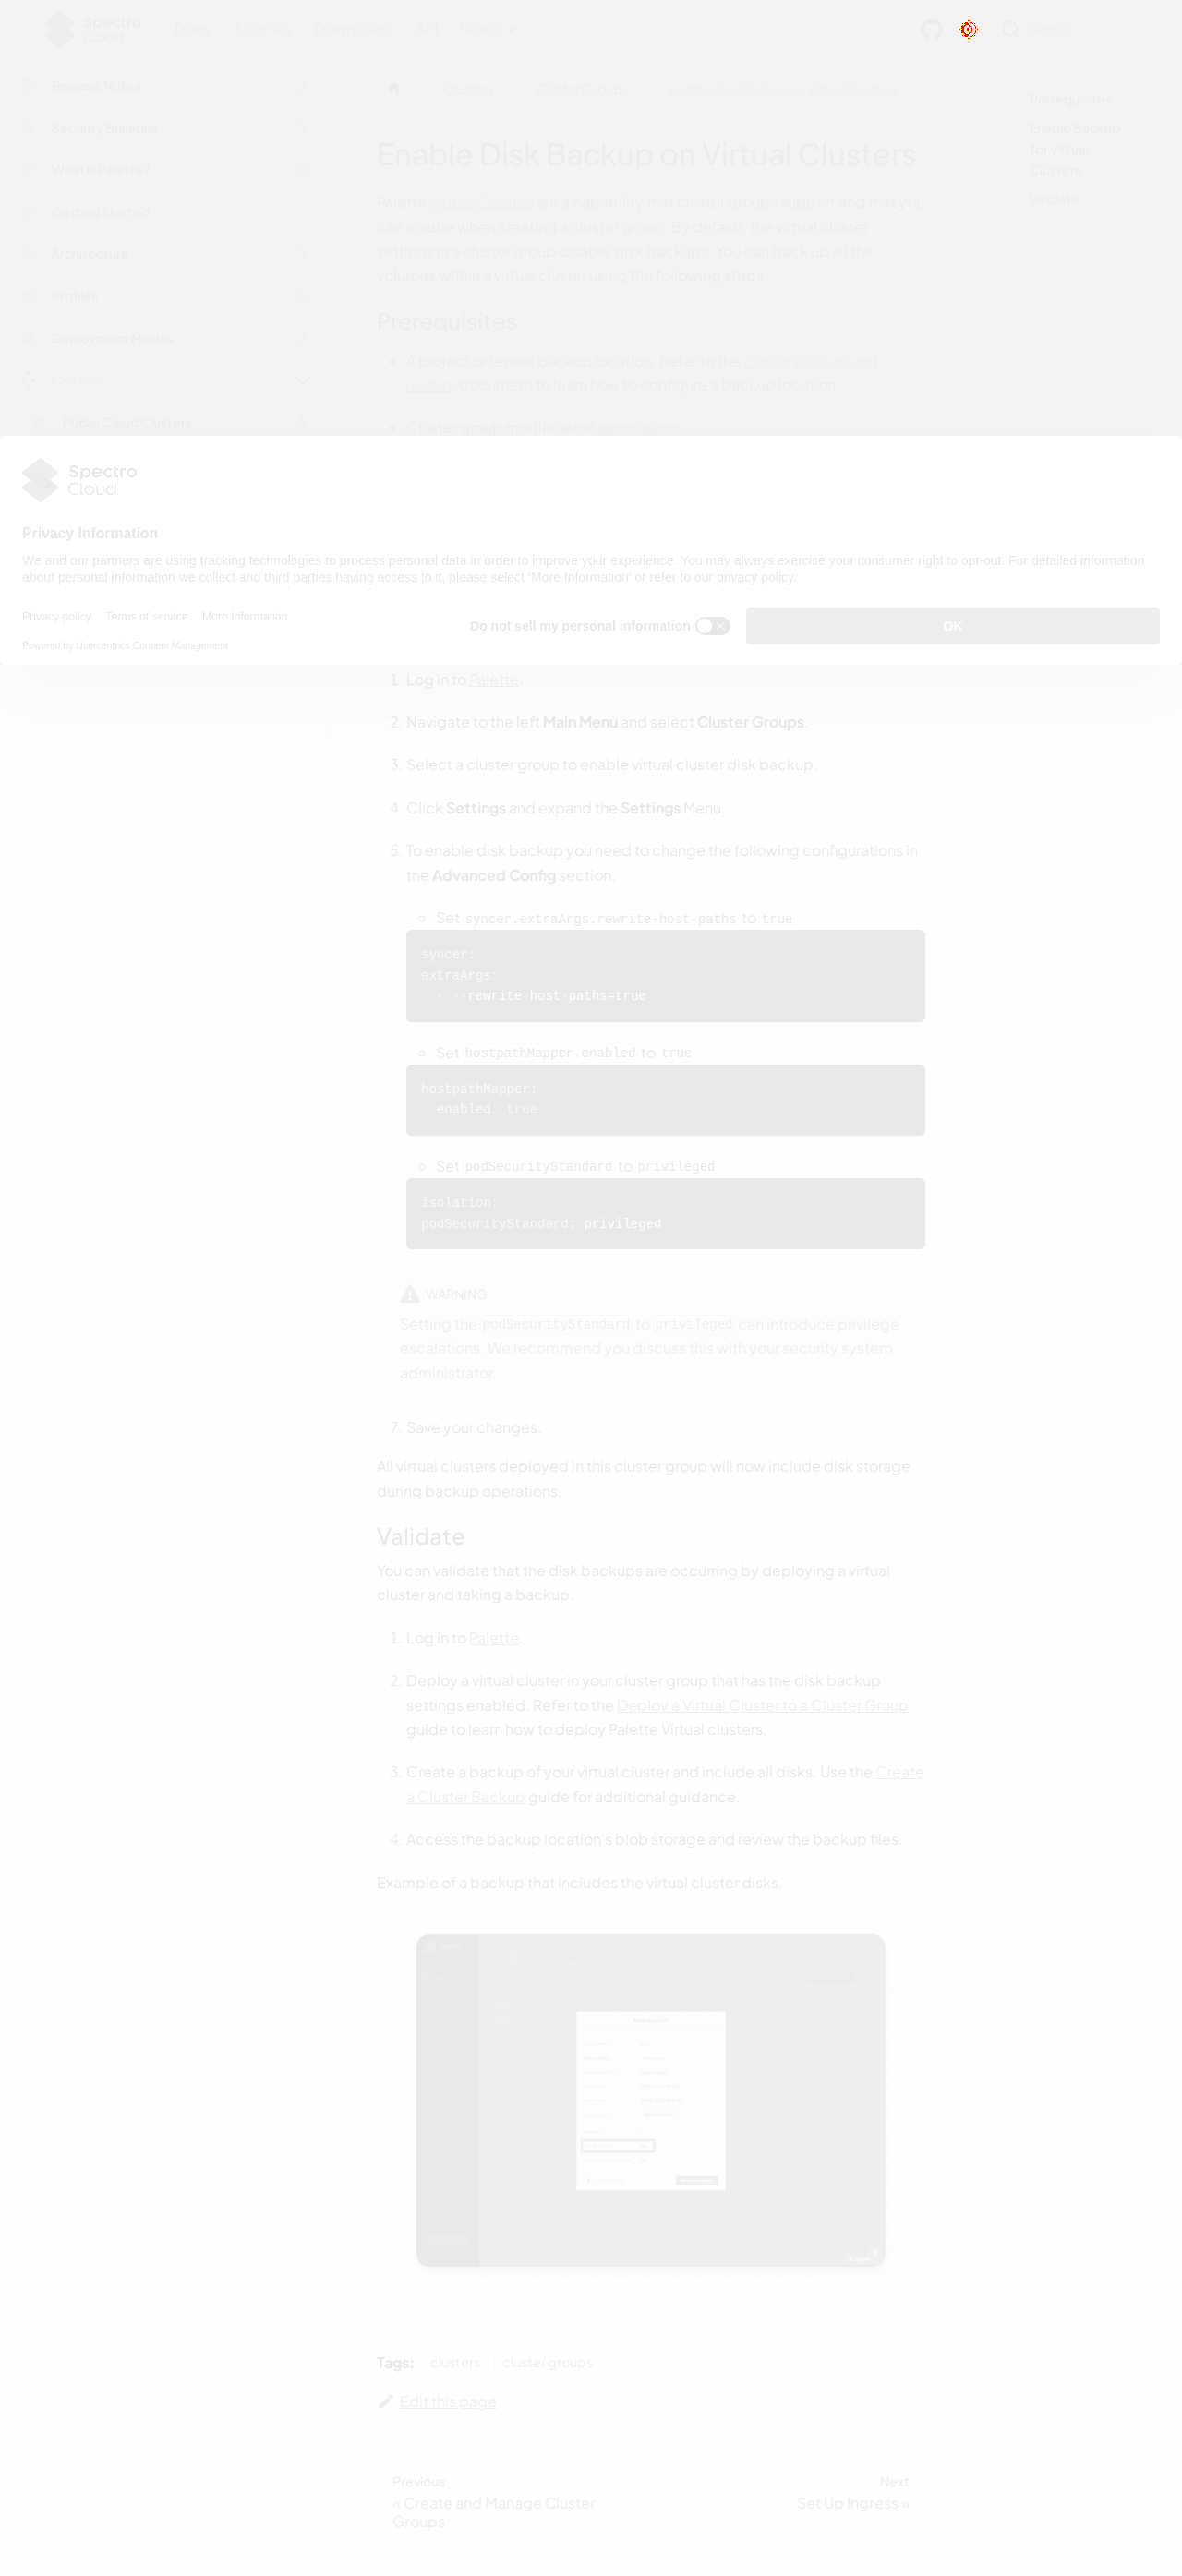 Spectro
Cloud
Docs Tutorials Downloads API latest
Search
Release Notes
Security Bulletins
What is Palette?
Getting Started
Architecture
Profiles
Deployment Modes
Clusters
Public Cloud Clusters
Clusters
Cluster Groups
Enable Disk Backup on Virtual Clusters
Enable Disk Backup on Virtual Clusters
Palette Virtual Clusters are a capability that cluster groups support and that you
can enable when creating a cluster group. By default, the virtual cluster
settings in a cluster group disable disk backups. You can back up all the
volumes within a virtual cluster using the following steps.
Prerequisites
A project or tenant backup location. Refer to the cluster backup and
restore document to learn how to configure a backup location.
Cluster group modification permissions.
Prerequisites
Enable Backup
for Virtual
Clusters
Validate
Spectro
Cloud
Privacy Information
We and our partners are using tracking technologies to process personal data in order to improve your experience. You may always exercise your consumer right to opt-out. For detailed information
about personal information we collect and third parties having access to it, please select 'More Information' or refer to our privacy policy.
Privacy policy Terms of service More Information
Powered by Usercentrics Consent Management
Do not sell my personal information
OK
1. Log in to Palette.
2. Navigate to the left Main Menu and select Cluster Groups.
3. Select a cluster group to enable virtual cluster disk backup.
4. Click Settings and expand the Settings Menu.
5. To enable disk backup you need to change the following configurations in
the Advanced Config section.
Set syncer.extraArgs.rewrite-host-paths to true
syncer:
extraArgs:
- --rewrite-host-paths=true
Set hostpathMapper.enabled to true
hostpathMapper:
enabled: true
Set podSecurityStandard to privileged
isolation:
podSecurityStandard: privileged
WARNING
Setting the podSecurityStandard to privileged can introduce privilege
escalations. We recommend you discuss this with your security system
administrator.
7. Save your changes.
All virtual clusters deployed in this cluster group will now include disk storage
during backup operations.
Validate
You can validate that the disk backups are occurring by deploying a virtual
cluster and taking a backup.
1. Log in to Palette.
2. Deploy a virtual cluster in your cluster group that has the disk backup
settings enabled. Refer to the Deploy a Virtual Cluster to a Cluster Group
guide to learn how to deploy Palette Virtual clusters.
3. Create a backup of your virtual cluster and include all disks. Use the Create
a Cluster Backup guide for additional guidance.
4. Access the backup location's blob storage and review the backup files.
Example of a backup that includes the virtual cluster disks.
Tags: clusters cluster groups
Edit this page
Previous
« Create and Manage Cluster
Groups
Next
Set Up Ingress »